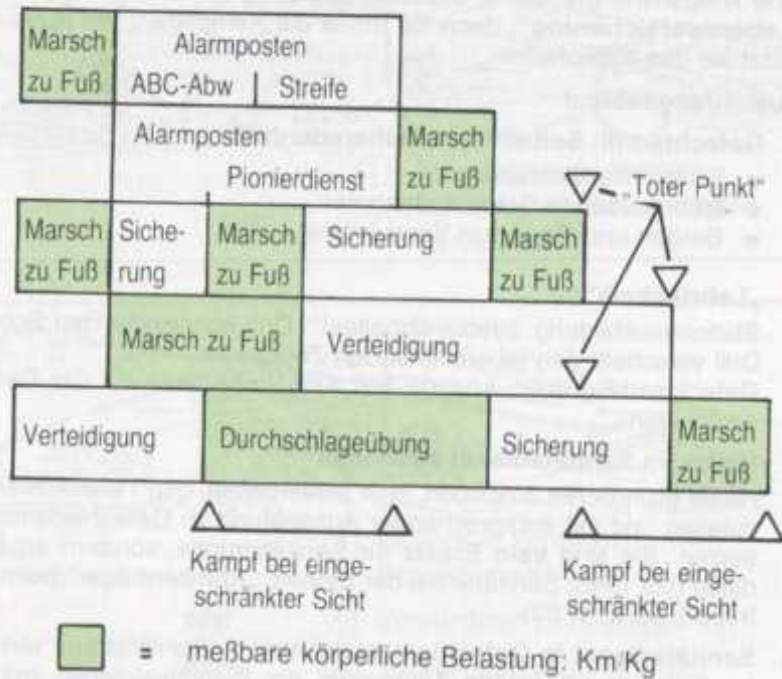 Marsch
zu Fuß
Alarmposten
ABC-Abw
Streife
Alarmposten
Pionierdienst
Marsch
zu Fuß
„Toter Punkt“
Marsch
zu Fuß
Siche-
rung
Marsch
zu Fuß
Sicherung
Marsch
zu Fuß
Marsch zu Fuß
Verteidigung
Verteidigung
Durchschlageübung
Sicherung
Marsch
zu Fuß
Kampf bei einge-
schränkter Sicht
Kampf bei einge-
schränkter Sicht
= meßbare körperliche Belastung: Km/Kg